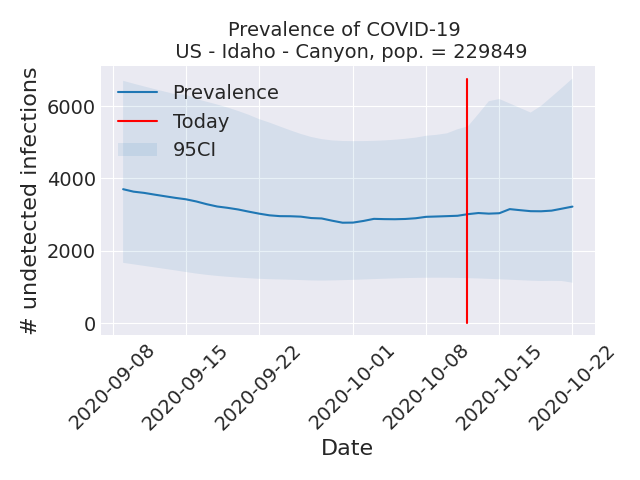 Prevalence of COVID-19
US - Idaho - Canyon, pop. = 229849
# undetected infections
6000
4000
2000
0
Prevalence
Today
95CI
2020-09-08
2020-09-15
2020-09-22
2020-10-01
2020-10-08
2020-10-15
2020-10-22
Date